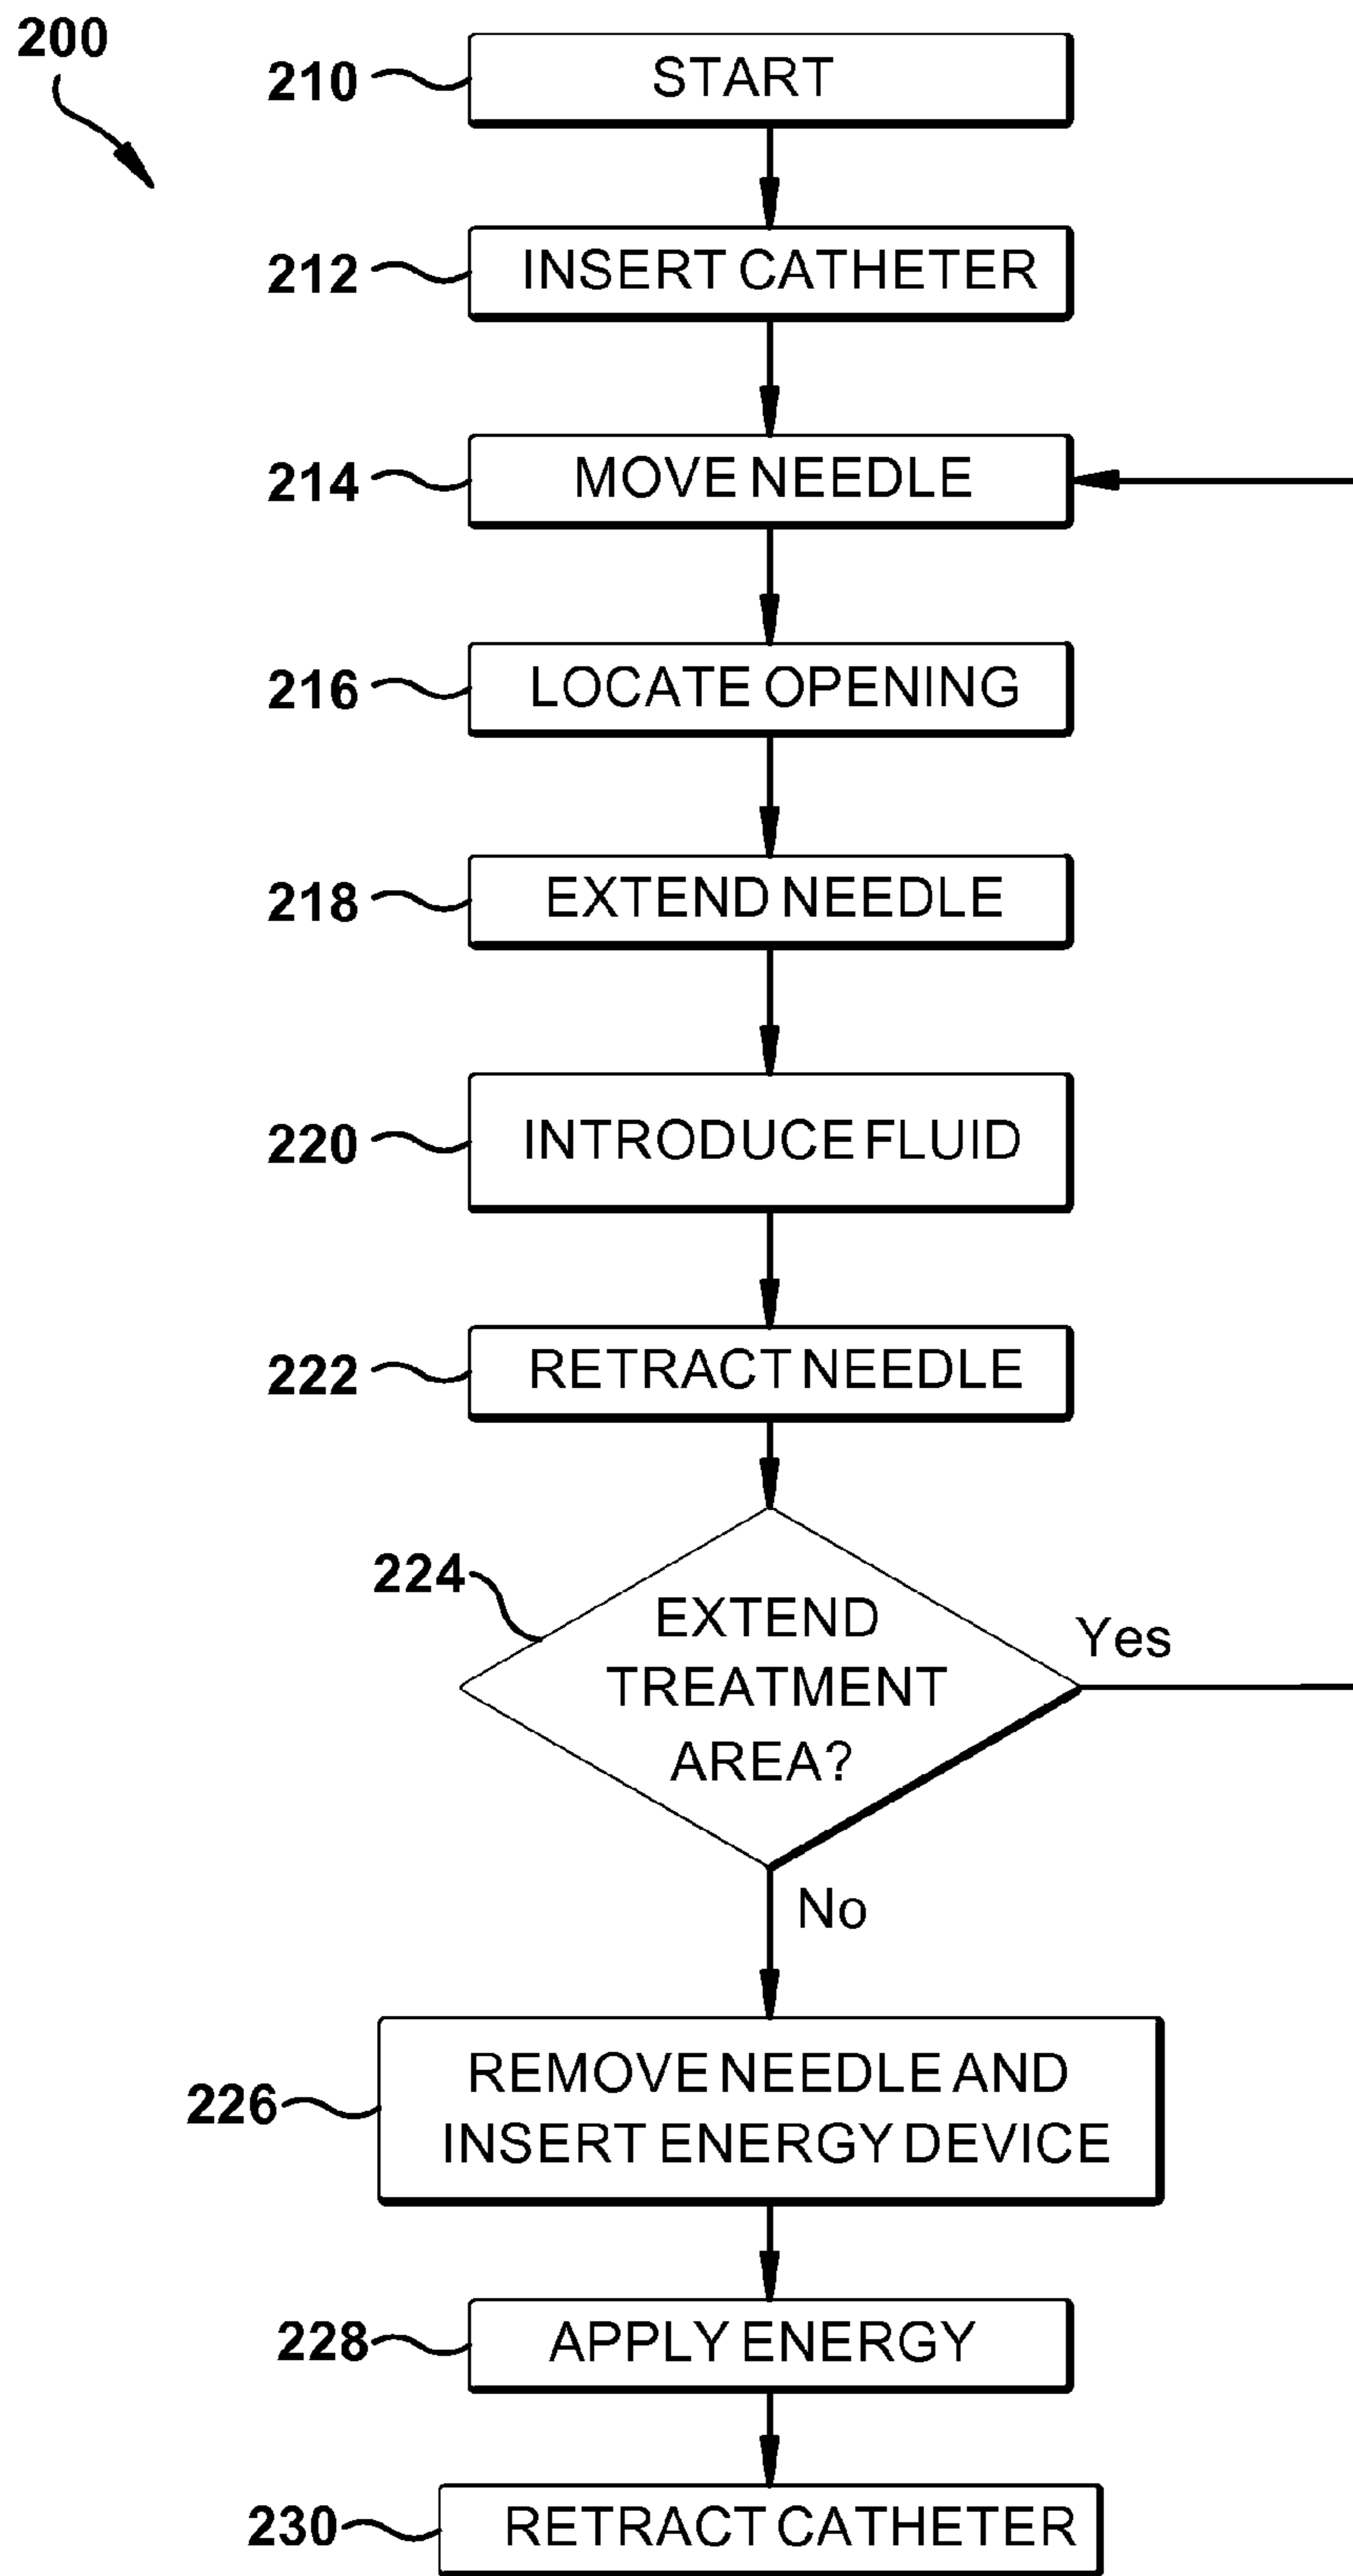 200
210 START
212 INSERT CATHETER
214 MOVE NEEDLE
216 LOCATE OPENING
218 EXTEND NEEDLE
220 INTRODUCE FLUID
222 RETRACT NEEDLE
224
EXTEND
TREATMENT
AREA?
Yes
No
226
REMOVE NEEDLE AND
INSERT ENERGY DEVICE
228 APPLY ENERGY
230 RETRACT CATHETER